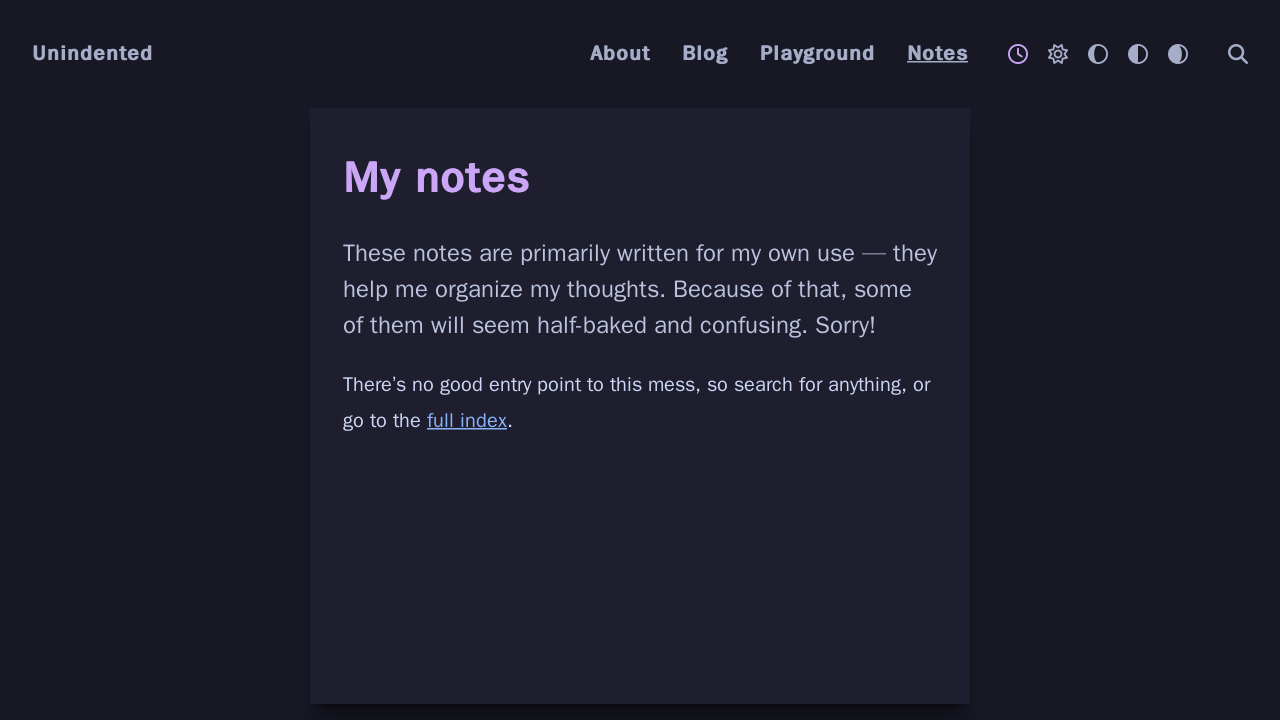 Unindented
About Blog Playground Notes
My notes
These notes are primarily written for my own use — they
help me organize my thoughts. Because of that, some
of them will seem half-baked and confusing. Sorry!
There’s no good entry point to this mess, so search for anything, or
go to the full index.